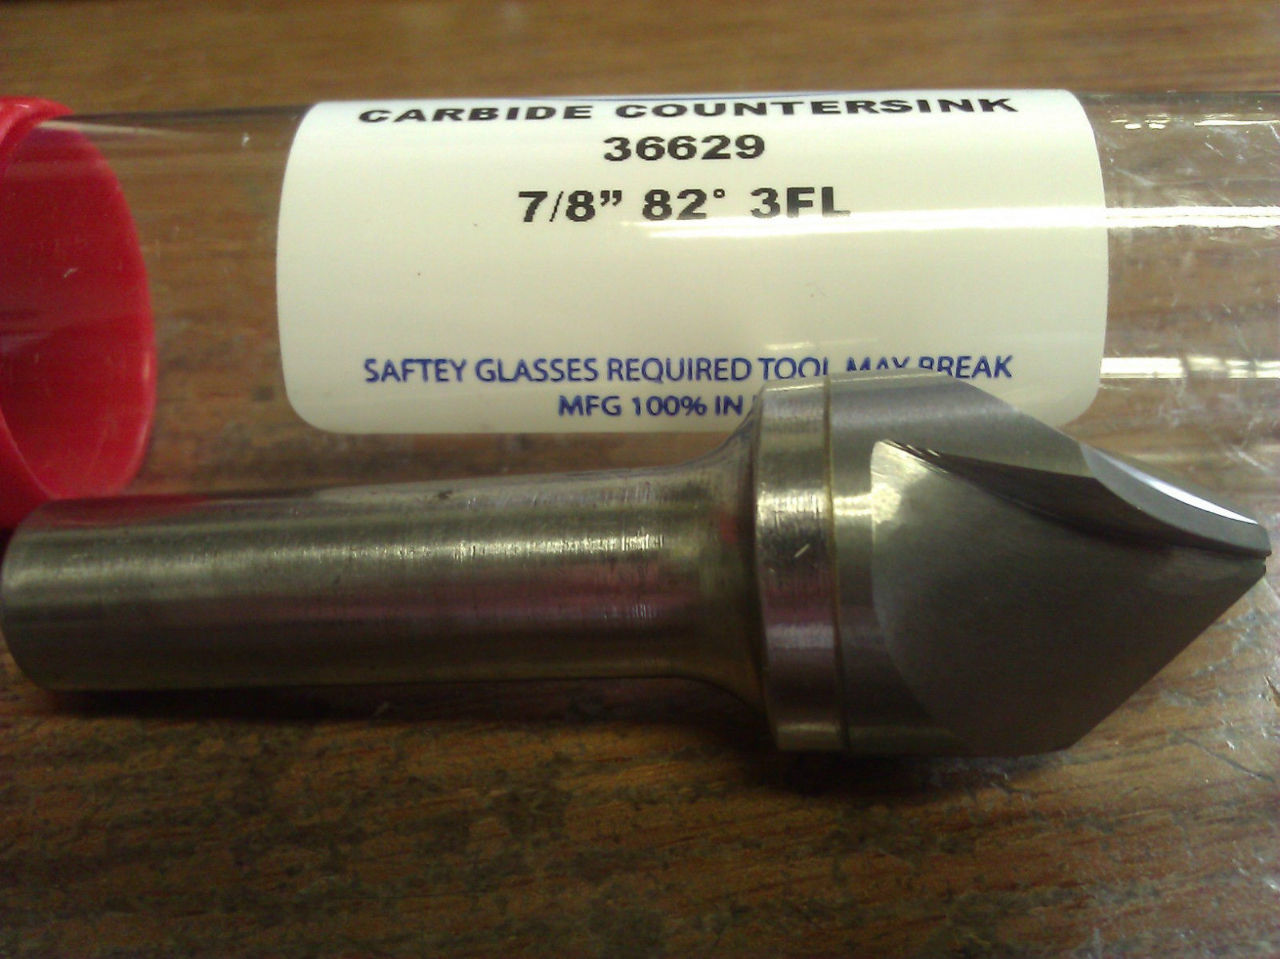 CARBIDE COUNTERSINK
36629
7/8” 82° 3FL
SAFTEY GLASSES REQUIRED TOOL MAY BREAK
MFG 100% IN